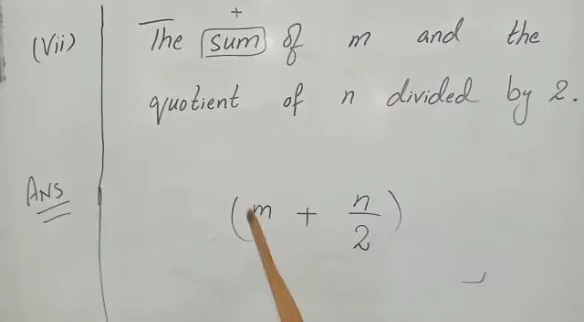 +
(vii) The sum of m and the
quotient of n divided by 2.
Ans (m + n/2)